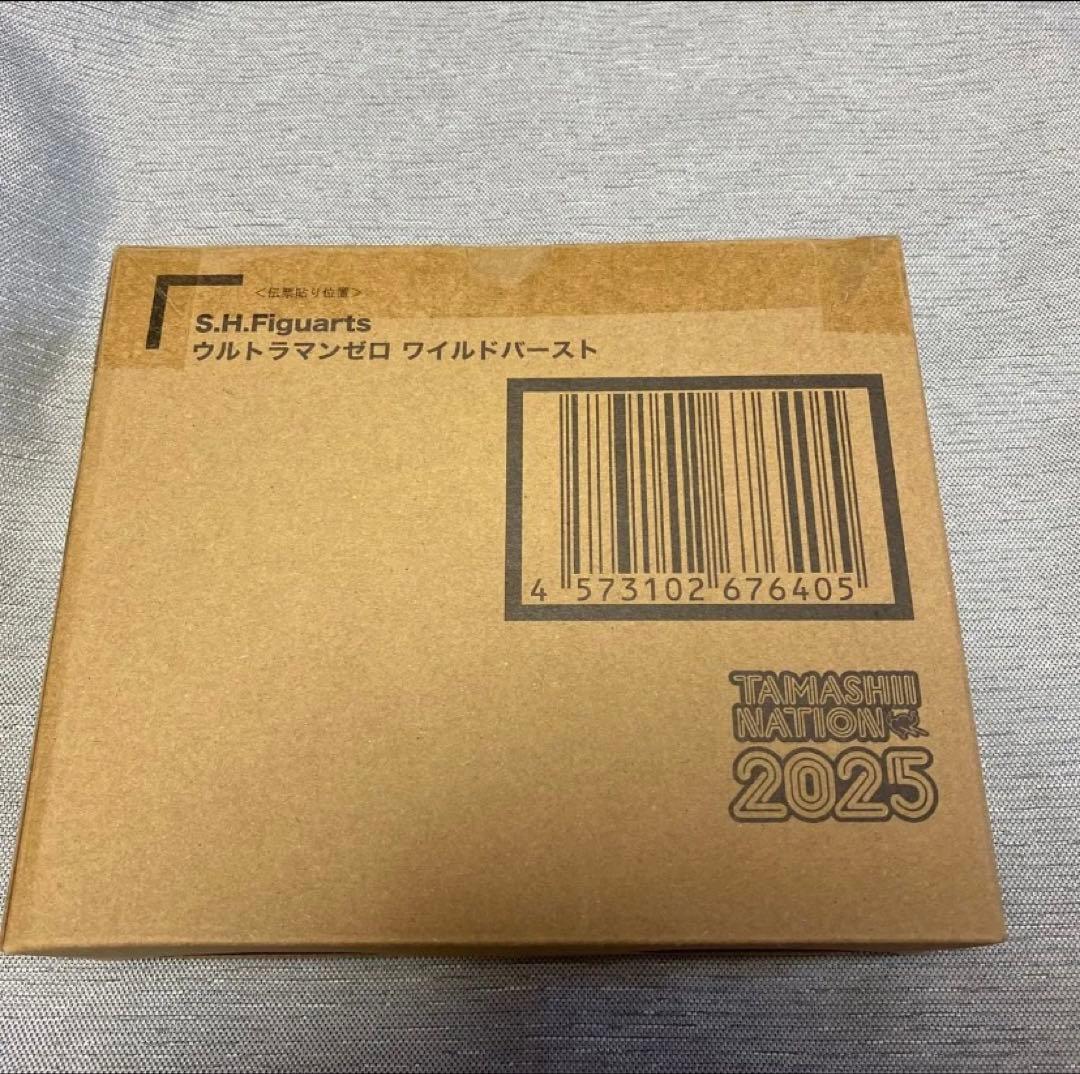 <伝票貼り位置>
S.H.Figuarts
ウルトラマンゼロ ワイルドバースト
4 573102 676405
TAMASHII
NATION
2025